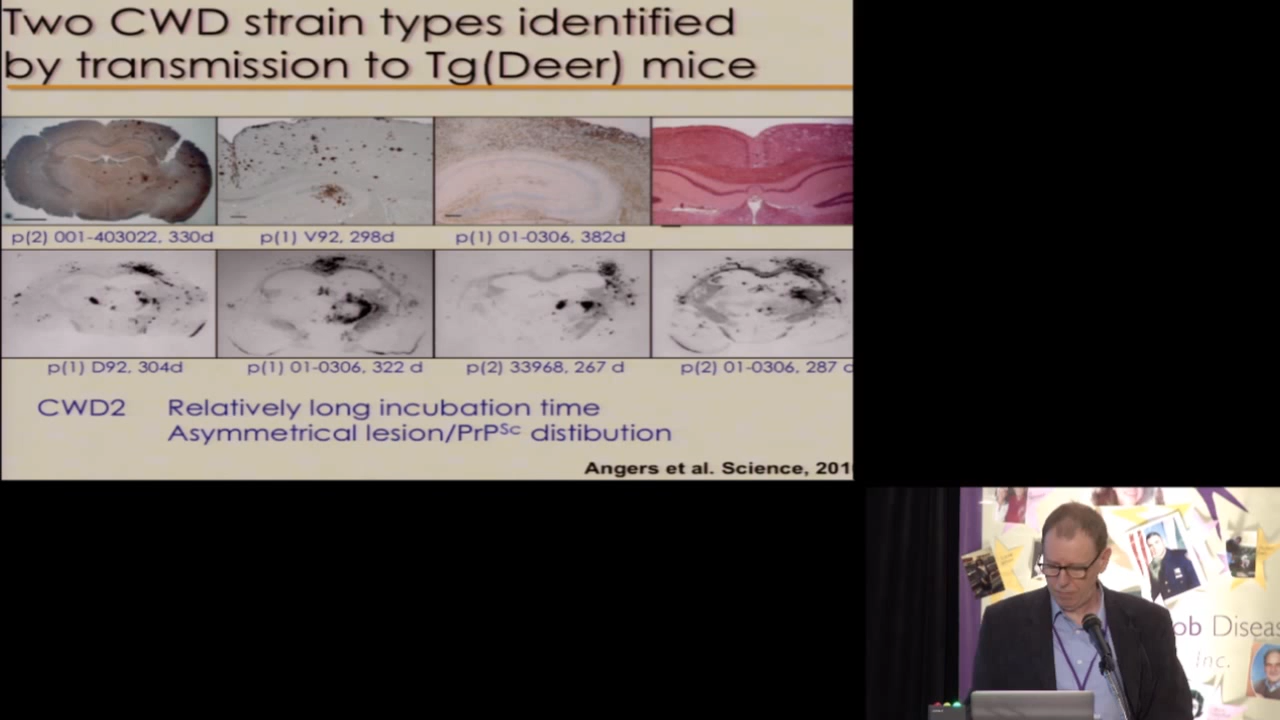 Two CWD strain types identified
by transmission to Tg(Deer) mice
p(2) 001-403022, 330d
p(1) V92, 298d
p(1) 01-0306, 382d
p(1) D92, 304d
p(1) 01-0306, 322 d
p(2) 33968, 267 d
p(2) 01-0306, 287 d
CWD2 Relatively long incubation time
Asymmetrical lesion/PrPSc distibution
Angers et al. Science, 201
ob Diseas
Inc.